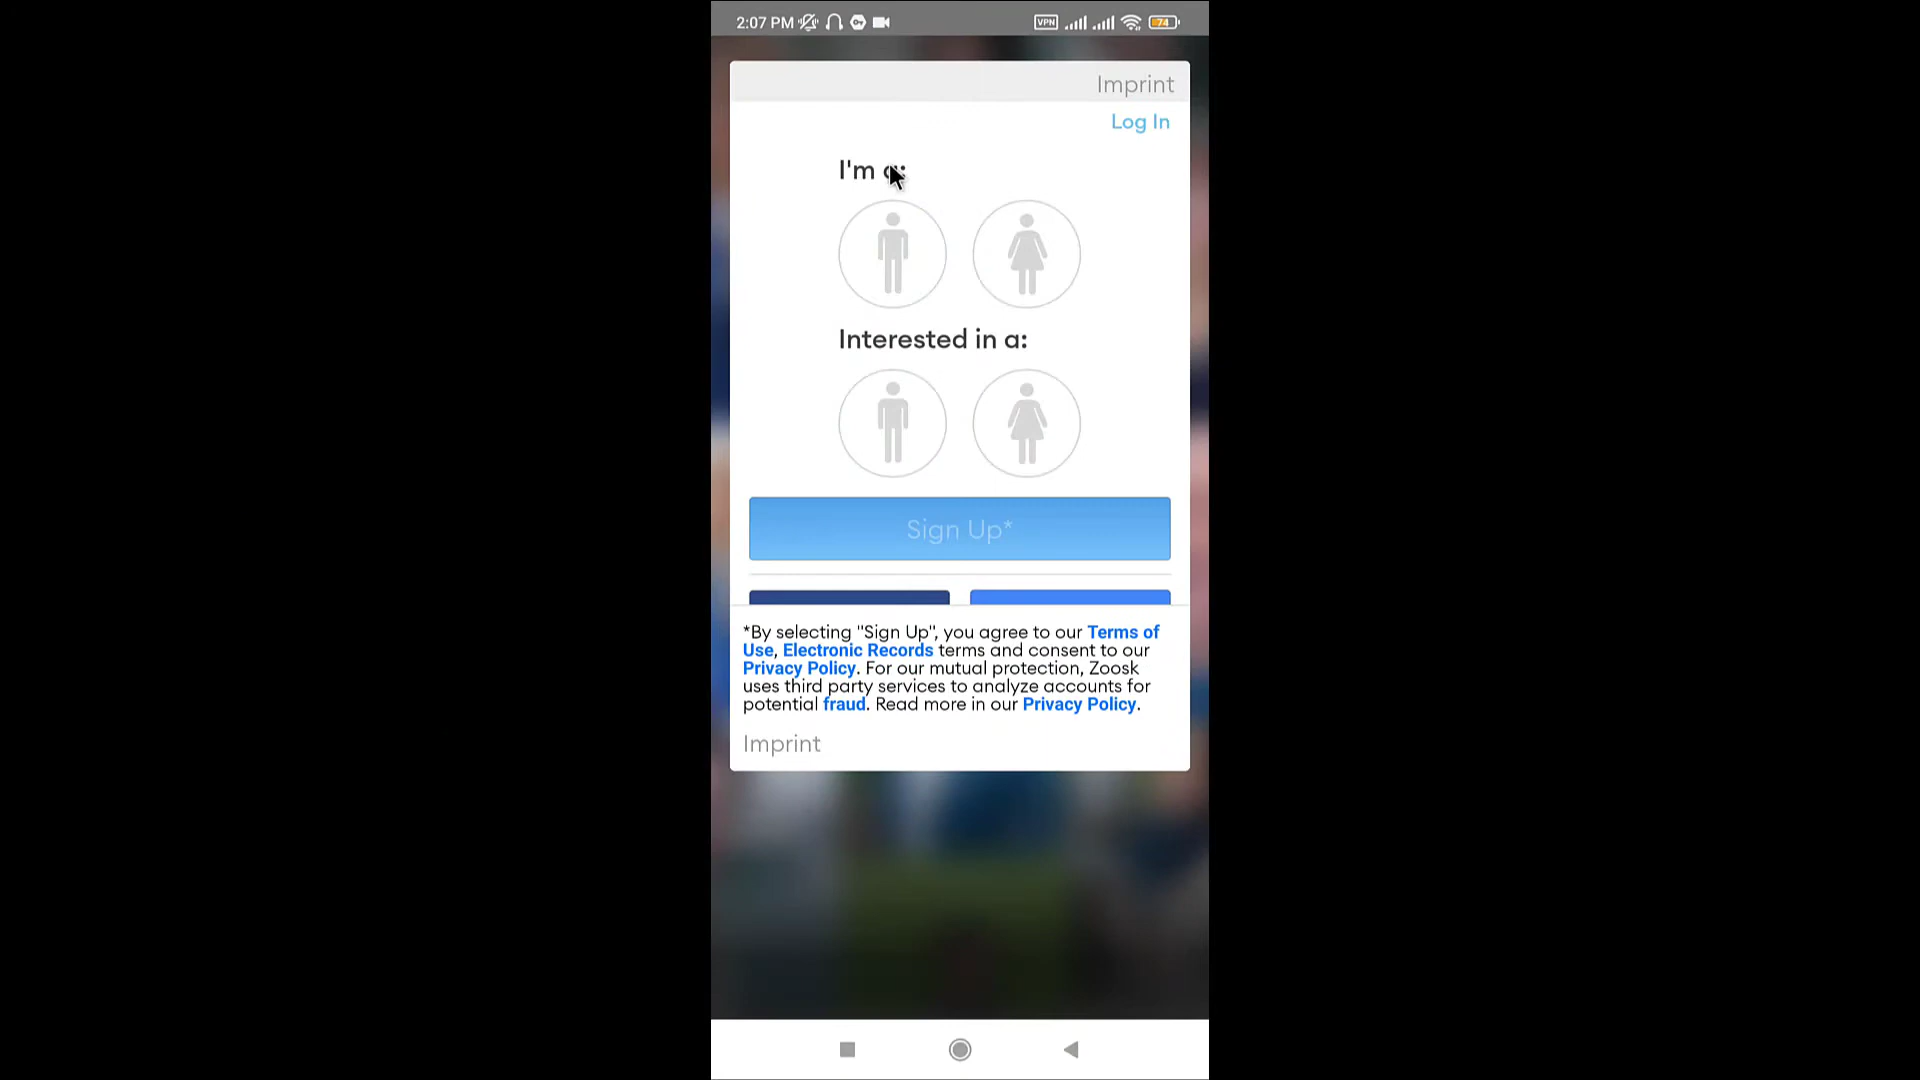 2:07 PM
VPN
74
Imprint
Log In
I'm a:
Interested in a:
Sign Up*
*By selecting "Sign Up", you agree to our Terms of
Use, Electronic Records terms and consent to our
Privacy Policy. For our mutual protection, Zoosk
uses third party services to analyze accounts for
potential fraud. Read more in our Privacy Policy.
Imprint